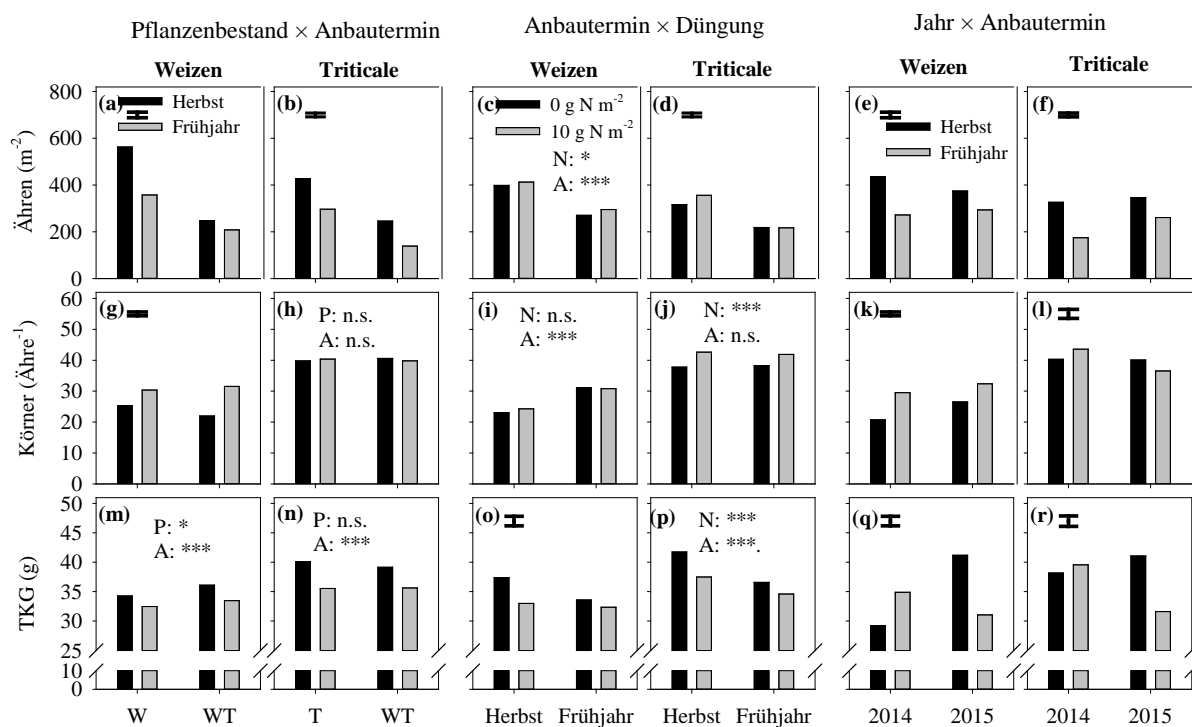 Pflanzenbestand × Anbautermin Anbautermin × Düngung Jahr × Anbautermin
Weizen Triticale Weizen Triticale Weizen Triticale
800 (a) Herbst (b) (c) 0 g N m⁻² (d) (e) (f)
Frühjahr 10 g N m⁻² Herbst
600 N: * Frühjahr
A: ***
400
200
0
Ähren (m⁻²)
60 (g) (h) P: n.s. (i) N: n.s. (j) N: *** (k) (l)
50 A: n.s. A: *** A: n.s.
40
30
20
10
0
Körner (Ähre⁻¹)
50 (m) P: * (n) P: n.s. (o) (p) N: *** (q) (r)
45 A: *** A: *** A: ***.
40
35
30
25
10
0
TKG (g)
W WT T WT Herbst Frühjahr Herbst Frühjahr 2014 2015 2014 2015